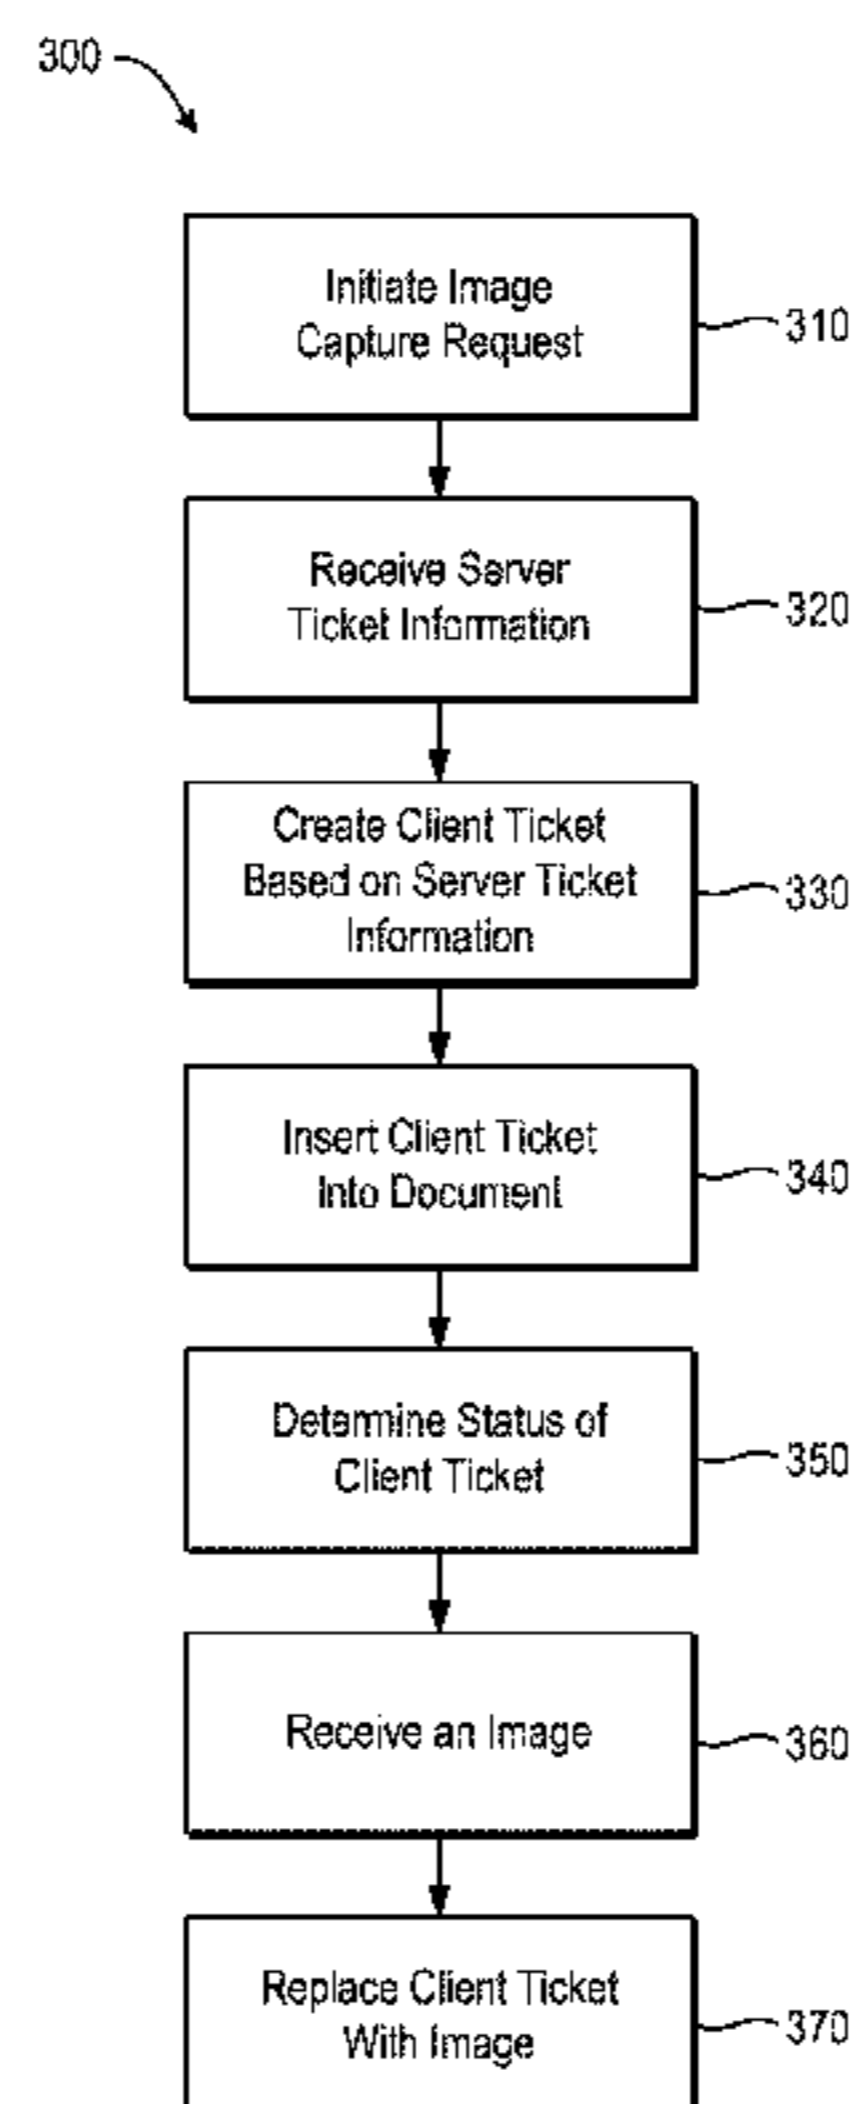 300
Initiate Image
Capture Request
310
Receive Server
Ticket Information
320
Create Client Ticket
Based on Server Ticket
Information
330
Insert Client Ticket
Into Document
340
Determine Status of
Client Ticket
350
Receive an Image
360
Replace Client Ticket
With Image
370